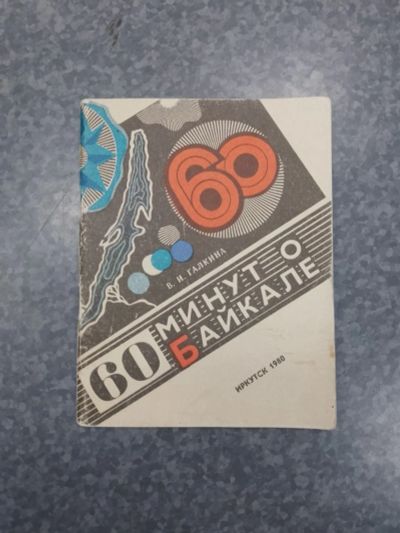 60
В. И. ГАЛКИНА
60 МИНУТ О
БАЙКАЛЕ
ИРКУТСК 1980